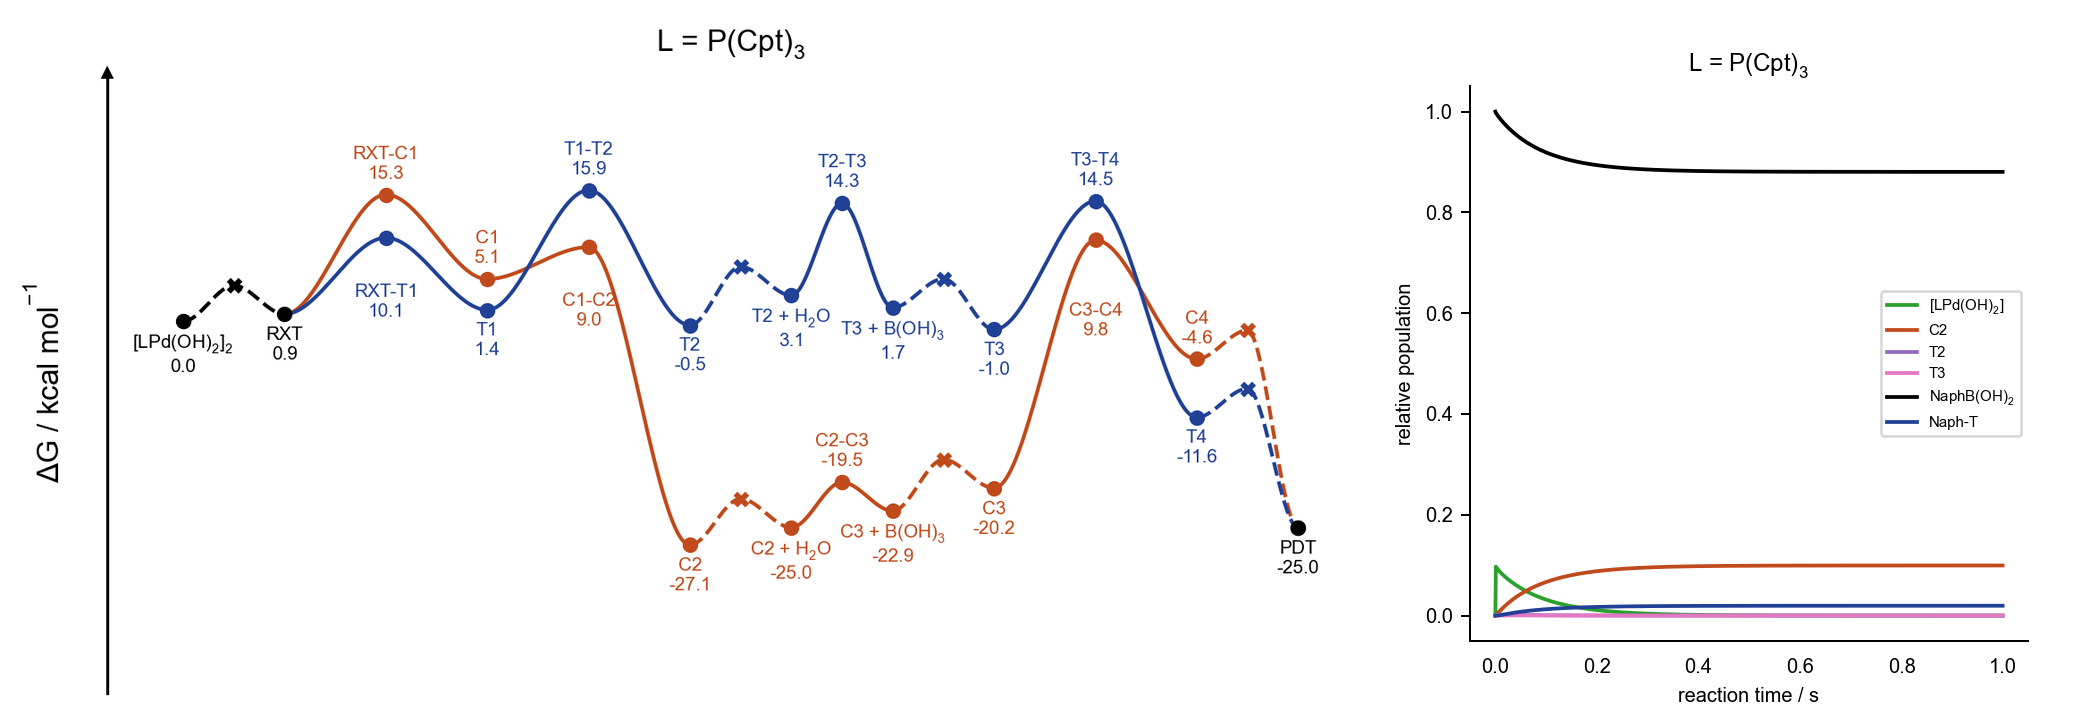 L = P(Cpt)₃
ΔG / kcal mol⁻¹
[LPd(OH)₂]₂
0.0
RXT
0.9
RXT-C1
15.3
RXT-T1
10.1
C1
5.1
T1
1.4
T1-T2
15.9
C1-C2
9.0
T2
-0.5
C2
-27.1
T2 + H₂O
3.1
C2 + H₂O
-25.0
T2-T3
14.3
C2-C3
-19.5
T3 + B(OH)₃
1.7
C3 + B(OH)₃
-22.9
T3
-1.0
C3
-20.2
T3-T4
14.5
C3-C4
9.8
C4
-4.6
T4
-11.6
PDT
-25.0
L = P(Cpt)₃
relative population
1.0
0.8
0.6
0.4
0.2
0.0
0.0 0.2 0.4 0.6 0.8 1.0
reaction time / s
[LPd(OH)₂]
C2
T2
T3
NaphB(OH)₂
Naph-T